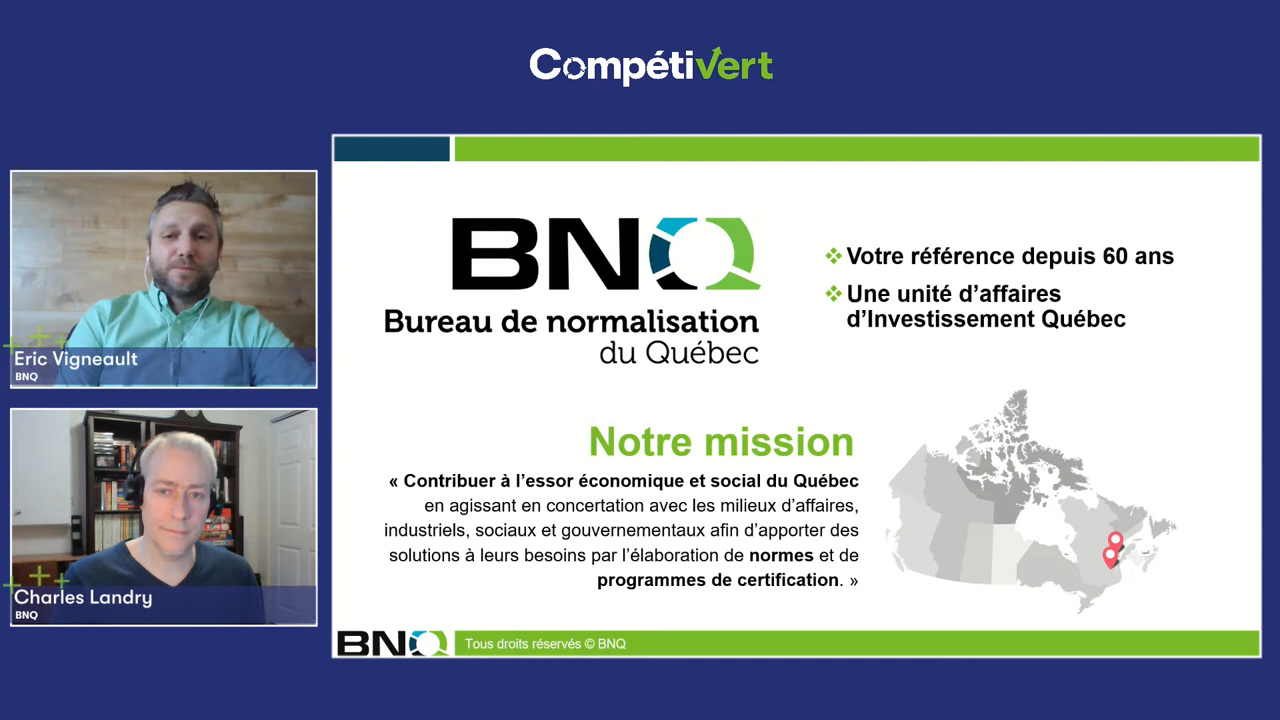 CompétiVert
BNQ
Bureau de normalisation
du Québec
Votre référence depuis 60 ans
Une unité d’affaires
d’Investissement Québec
Eric Vigneault
BNQ
Charles Landry
BNQ
Notre mission
« Contribuer à l’essor économique et social du Québec
en agissant en concertation avec les milieux d’affaires,
industriels, sociaux et gouvernementaux afin d’apporter des
solutions à leurs besoins par l’élaboration de normes et de
programmes de certification. »
BNQ
Tous droits réservés © BNQ